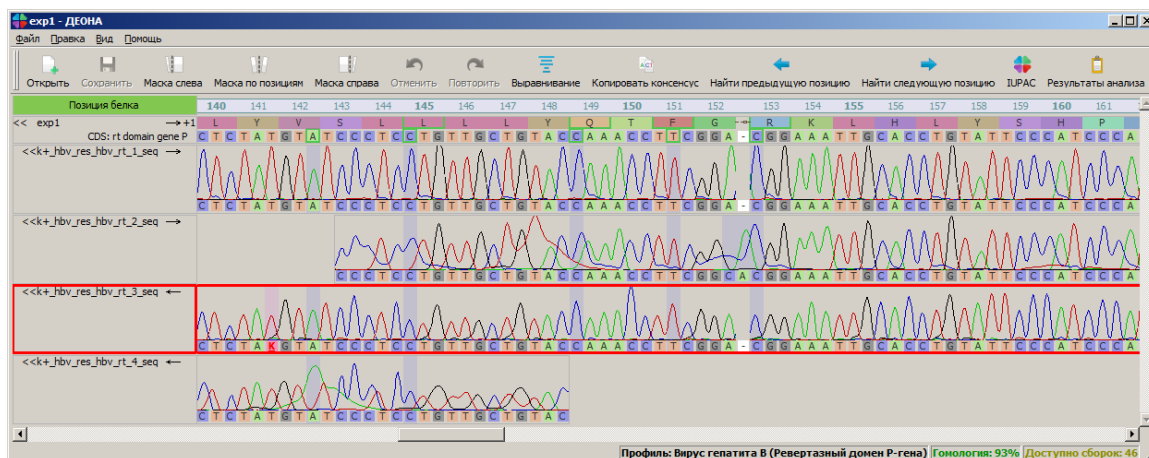 exp1 - ДЕОНА
Файл Правка Вид Помощь
Открыть Сохранить Маска слева Маска по позициям Маска справа Отменить Повторить Выравнивание Копировать консенсус Найти предыдущую позицию Найти следующую позицию IUPAC Результаты анализа
Позиция белка 140 141 142 143 144 145 146 147 148 149 150 151 152 153 154 155 156 157 158 159 160 161
<< exp1 →+1 L Y V S L L L L Y Q T F G R K L H L Y S H P
CDS: rt domain gene P C T C T A T G T A T C C C T C C T G T T G C T G T A C C A A A C C T T C G G A - C G G A A A T T G C A C C T G T A T T C C C A T C C C A
<<k+_hbv_res_hbv_rt_1_seq →
C T C T A T G T A T C C C T C C T G T T G C T G T A C C A A A C C T T C G G A - C G G A A A T T G C A C C T G T A T T C C C A T C C C A
<<k+_hbv_res_hbv_rt_2_seq →
C C C T C C T G T T G C T G T A C C A A A C C T T C G G C A C G G A A A T T G C A C C T G T A T T C C C A T C C C A
<<k+_hbv_res_hbv_rt_3_seq ←
C T C T A K G T A T C C C T C C T G T T G C T G T A C C A A A C C T T C G G A - C G G A A A T T G C A C C T G T A T T C C C A T C C C A
<<k+_hbv_res_hbv_rt_4_seq ←
C T C T A T G T A T C C C T C C T G T T G C T G T A C
Профиль: Вирус гепатита В (Ревертазный домен Р-гена) Гомология: 93% Доступно сборок: 46